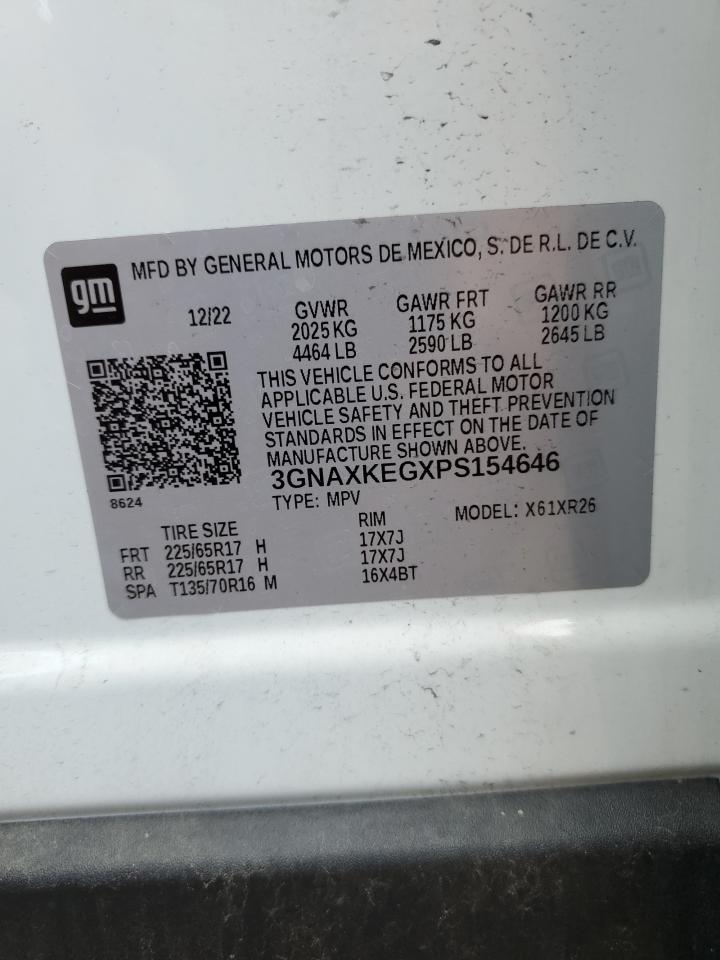 gm
MFD BY GENERAL MOTORS DE MEXICO, S. DE R.L. DE C.V.
12/22 GVWR GAWR FRT GAWR RR
2025 KG 1175 KG 1200 KG
4464 LB 2590 LB 2645 LB
THIS VEHICLE CONFORMS TO ALL
APPLICABLE U.S. FEDERAL MOTOR
VEHICLE SAFETY AND THEFT PREVENTION
STANDARDS IN EFFECT ON THE DATE OF
MANUFACTURE SHOWN ABOVE.
3GNAXKEGXPS154646
8624
TYPE: MPV MODEL: X61XR26
TIRE SIZE RIM
FRT 225/65R17 H 17X7J
RR 225/65R17 H 17X7J
SPA T135/70R16 M 16X4BT